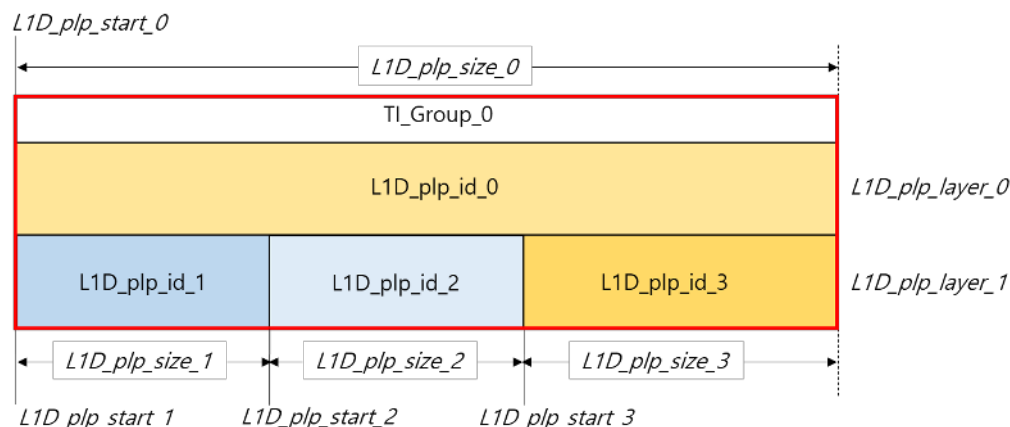 L1D_plp_start_0
L1D_plp_size_0
TI_Group_0
L1D_plp_id_0
L1D_plp_layer_0
L1D_plp_id_1
L1D_plp_id_2
L1D_plp_id_3
L1D_plp_layer_1
L1D_plp_size_1
L1D_plp_size_2
L1D_plp_size_3
L1D_plp_start_1
L1D_plp_start_2
L1D_plp_start_3